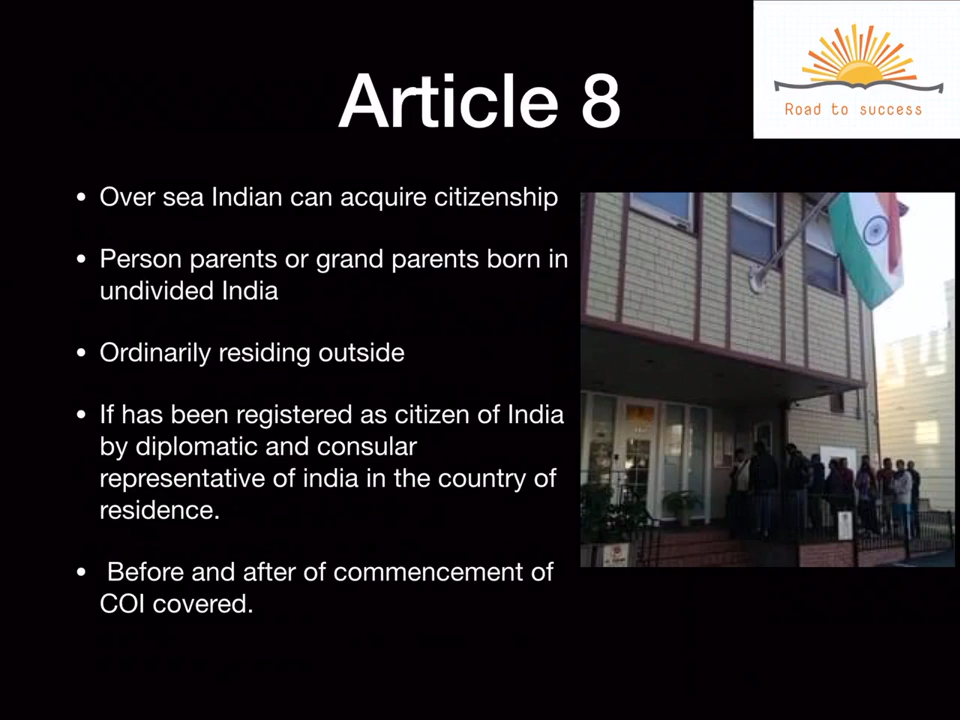 Article 8
Road to success
• Over sea Indian can acquire citizenship
• Person parents or grand parents born in
undivided India
• Ordinarily residing outside
• If has been registered as citizen of India
by diplomatic and consular
representative of india in the country of
residence.
• Before and after of commencement of
COI covered.